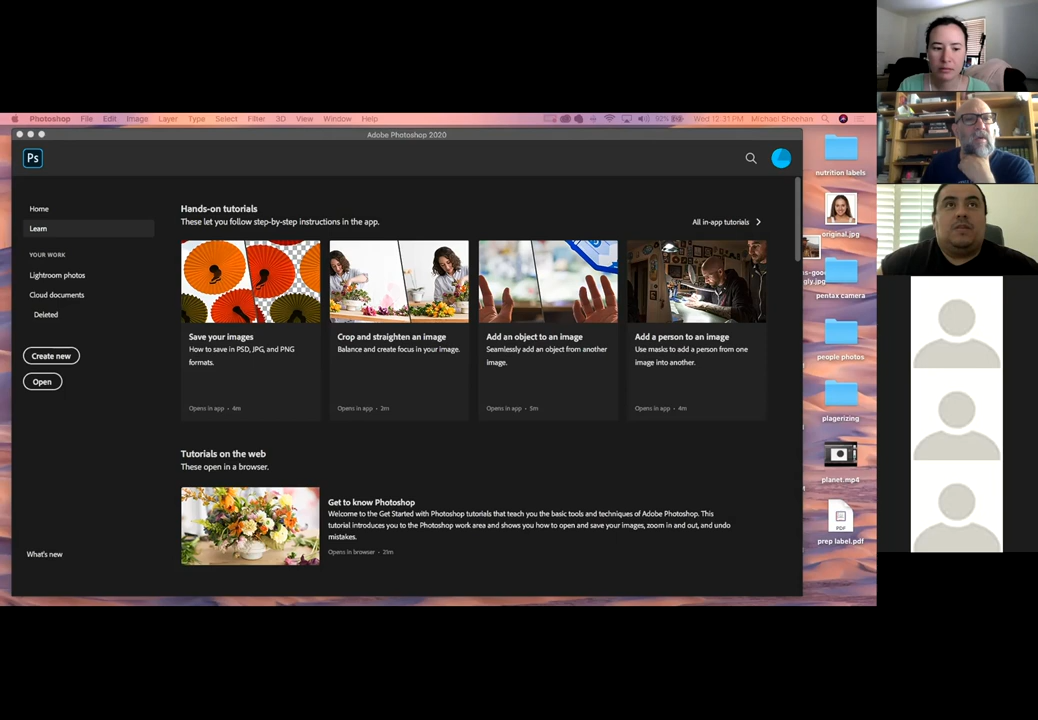 Photoshop File Edit Image Layer Type Select Filter 3D View Window Help 92% Wed 12:31 PM Michael Sheehan
Adobe Photoshop 2020
Ps
Home
Learn
YOUR WORK
Lightroom photos
Cloud documents
Deleted
Create new
Open
What's new
Hands-on tutorials
These let you follow step-by-step instructions in the app.
All in-app tutorials
Save your images
How to save in PSD, JPG, and PNG
formats.
Opens in app • 4m
Crop and straighten an image
Balance and create focus in your image.
Opens in app • 2m
Add an object to an image
Seamlessly add an object from another
image.
Opens in app • 5m
Add a person to an image
Use masks to add a person from one
image into another.
Opens in app • 4m
Tutorials on the web
These open in a browser.
Get to know Photoshop
Welcome to the Get Started with Photoshop tutorials that teach you the basic tools and techniques of Adobe Photoshop. This
tutorial introduces you to the Photoshop work area and shows you how to open and save your images, zoom in and out, and undo
mistakes.
Opens in browser • 21m
nutrition labels
original.jpg
pentax camera
people photos
plagerizing
planet.mp4
PDF
prep label.pdf